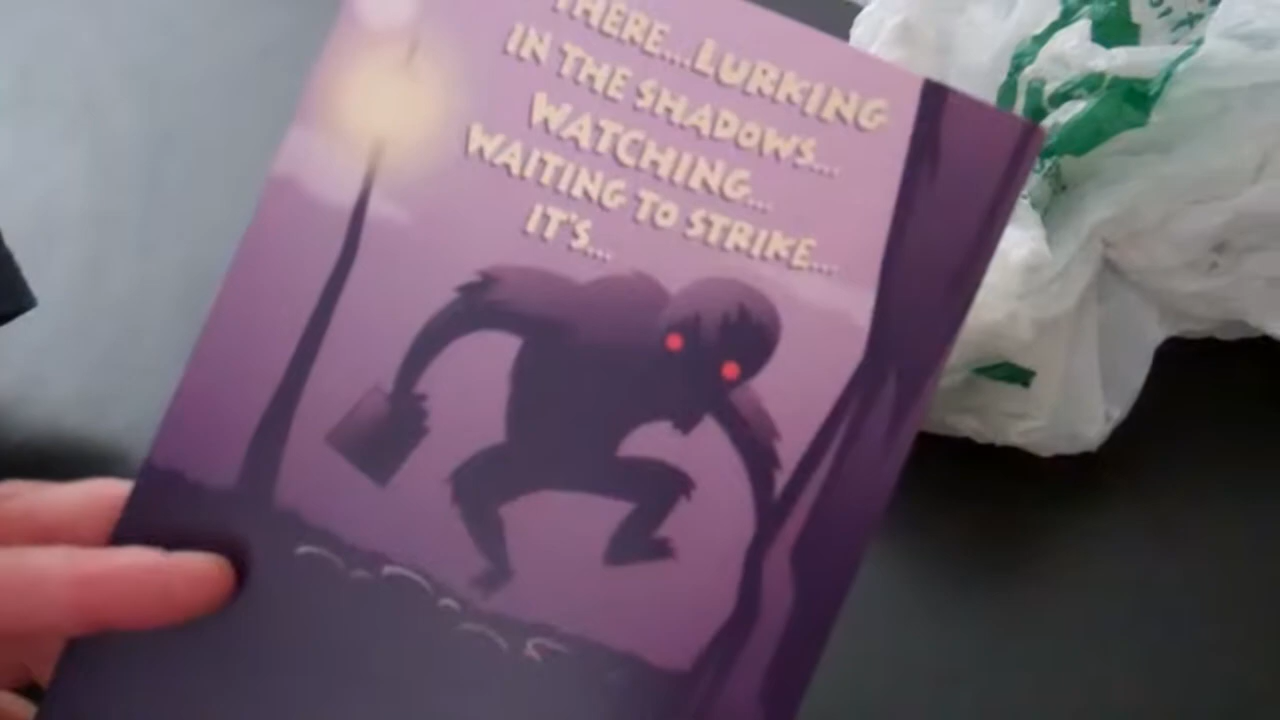 THERE...LURKING
IN THE SHADOWS...
WATCHING...
WAITING TO STRIKE...
IT'S...